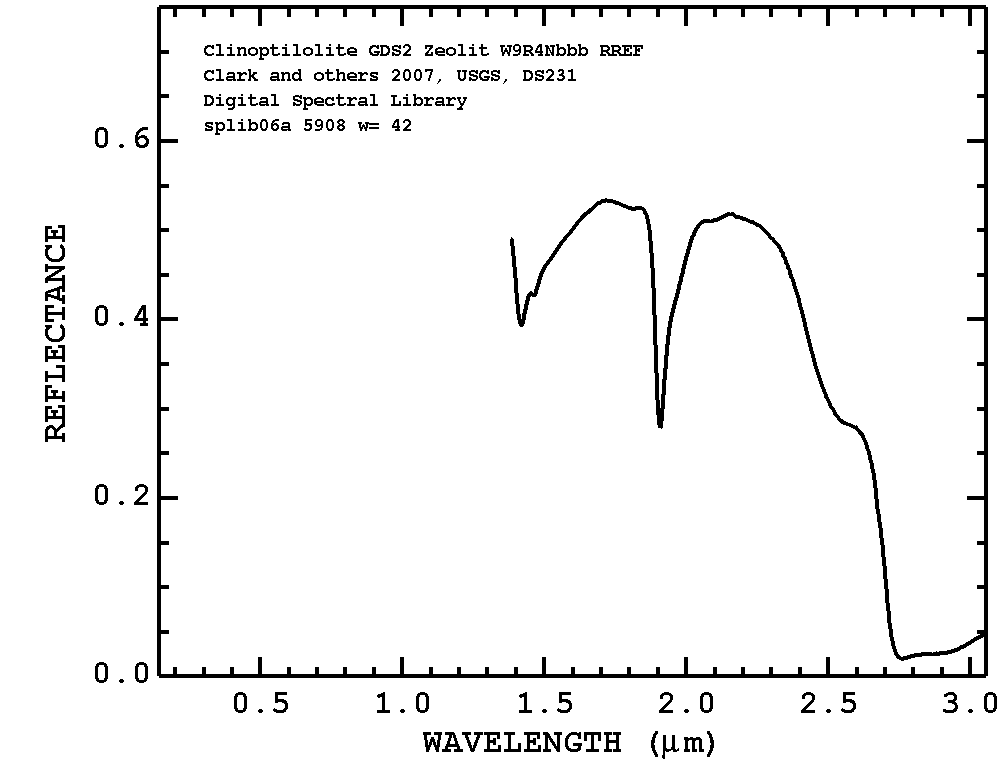 Clinoptilolite GDS2 Zeolit W9R4Nbbb RREF
Clark and others 2007, USGS, DS231
Digital Spectral Library
splib06a 5908 w= 42
0.6
0.4
0.2
0.0
REFLECTANCE
0.5 1.0 1.5 2.0 2.5 3.0
WAVELENGTH (μm)